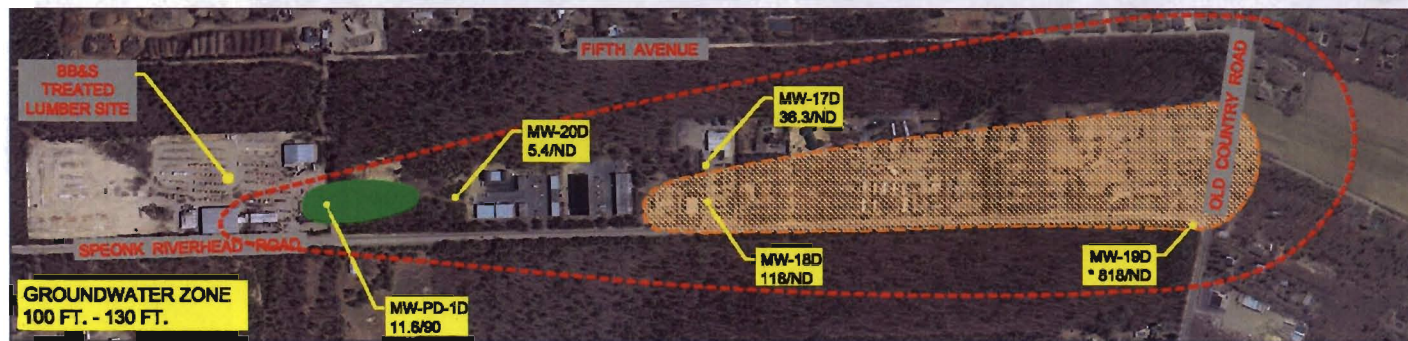 FIFTH AVENUE
BB&S
TREATED
LUMBER SITE
OLD COUNTRY ROAD
MW-17D
36.3/ND
MW-20D
5.4/ND
SPEONK RIVERHEAD ROAD
MW-18D
118/ND
MW-19D
* 818/ND
GROUNDWATER ZONE
100 FT. - 130 FT.
MW-PD-1D
11.6/90